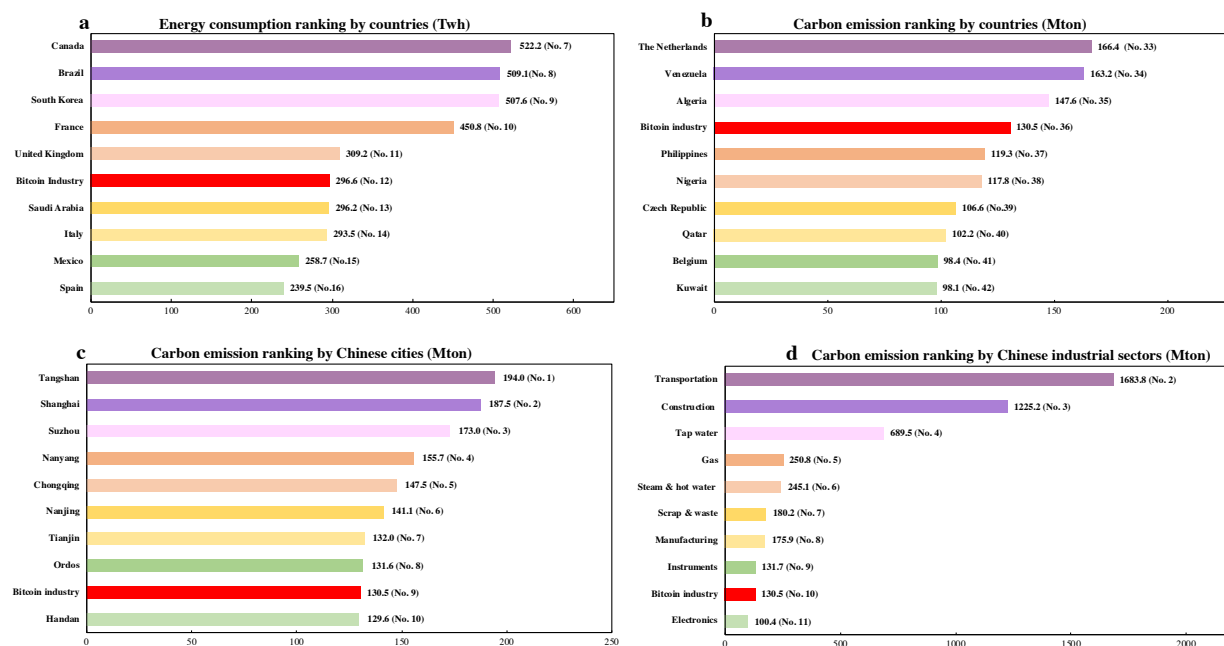 a Energy consumption ranking by countries (Twh)
Canada 522.2 (No. 7)
Brazil 509.1 (No. 8)
South Korea 507.6 (No. 9)
France 450.8 (No. 10)
United Kingdom 309.2 (No. 11)
Bitcoin Industry 296.6 (No. 12)
Saudi Arabia 296.2 (No. 13)
Italy 293.5 (No. 14)
Mexico 258.7 (No.15)
Spain 239.5 (No.16)
0 100 200 300 400 500 600
b Carbon emission ranking by countries (Mton)
The Netherlands 166.4 (No. 33)
Venezuela 163.2 (No. 34)
Algeria 147.6 (No. 35)
Bitcoin industry 130.5 (No. 36)
Philippines 119.3 (No. 37)
Nigeria 117.8 (No. 38)
Czech Republic 106.6 (No.39)
Qatar 102.2 (No. 40)
Belgium 98.4 (No. 41)
Kuwait 98.1 (No. 42)
0 50 100 150 200
c Carbon emission ranking by Chinese cities (Mton)
Tangshan 194.0 (No. 1)
Shanghai 187.5 (No. 2)
Suzhou 173.0 (No. 3)
Nanyang 155.7 (No. 4)
Chongqing 147.5 (No. 5)
Nanjing 141.1 (No. 6)
Tianjin 132.0 (No. 7)
Ordos 131.6 (No. 8)
Bitcoin industry 130.5 (No. 9)
Handan 129.6 (No. 10)
0 50 100 150 200 250
d Carbon emission ranking by Chinese industrial sectors (Mton)
Transportation 1683.8 (No. 2)
Construction 1225.2 (No. 3)
Tap water 689.5 (No. 4)
Gas 250.8 (No. 5)
Steam & hot water 245.1 (No. 6)
Scrap & waste 180.2 (No. 7)
Manufacturing 175.9 (No. 8)
Instruments 131.7 (No. 9)
Bitcoin industry 130.5 (No. 10)
Electronics 100.4 (No. 11)
0 500 1000 1500 2000